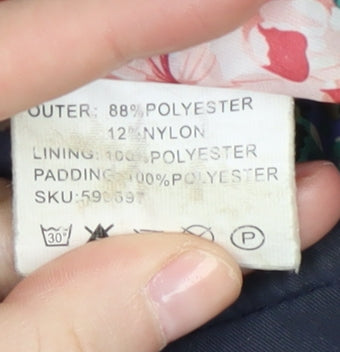 OUTER: 88%POLYESTER
12%NYLON
LINING:100%POLYESTER
PADDING:100%POLYESTER
SKU:
30°
P